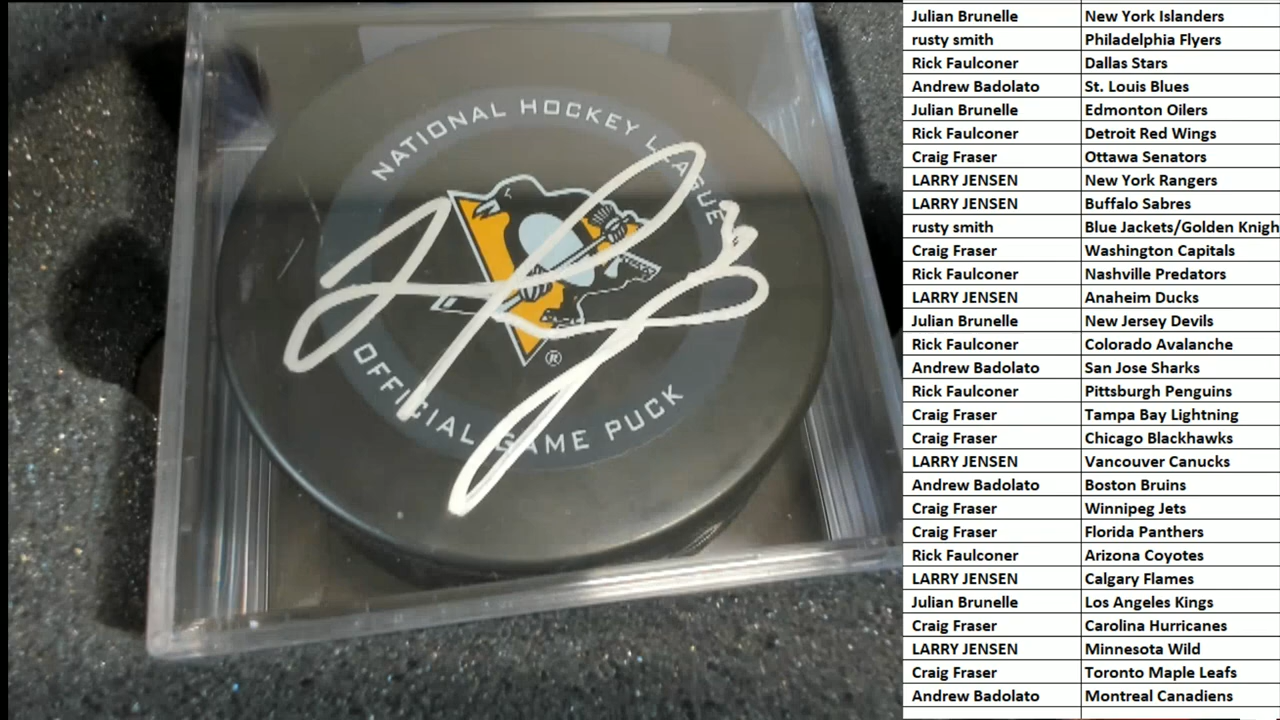 NATIONAL HOCKEY LEAGUE
®
OFFICIAL GAME PUCK
Julian Brunelle New York Islanders
rusty smith Philadelphia Flyers
Rick Faulconer Dallas Stars
Andrew Badolato St. Louis Blues
Julian Brunelle Edmonton Oilers
Rick Faulconer Detroit Red Wings
Craig Fraser Ottawa Senators
LARRY JENSEN New York Rangers
LARRY JENSEN Buffalo Sabres
rusty smith Blue Jackets/Golden Knigh
Craig Fraser Washington Capitals
Rick Faulconer Nashville Predators
LARRY JENSEN Anaheim Ducks
Julian Brunelle New Jersey Devils
Rick Faulconer Colorado Avalanche
Andrew Badolato San Jose Sharks
Rick Faulconer Pittsburgh Penguins
Craig Fraser Tampa Bay Lightning
Craig Fraser Chicago Blackhawks
LARRY JENSEN Vancouver Canucks
Andrew Badolato Boston Bruins
Craig Fraser Winnipeg Jets
Craig Fraser Florida Panthers
Rick Faulconer Arizona Coyotes
LARRY JENSEN Calgary Flames
Julian Brunelle Los Angeles Kings
Craig Fraser Carolina Hurricanes
LARRY JENSEN Minnesota Wild
Craig Fraser Toronto Maple Leafs
Andrew Badolato Montreal Canadiens